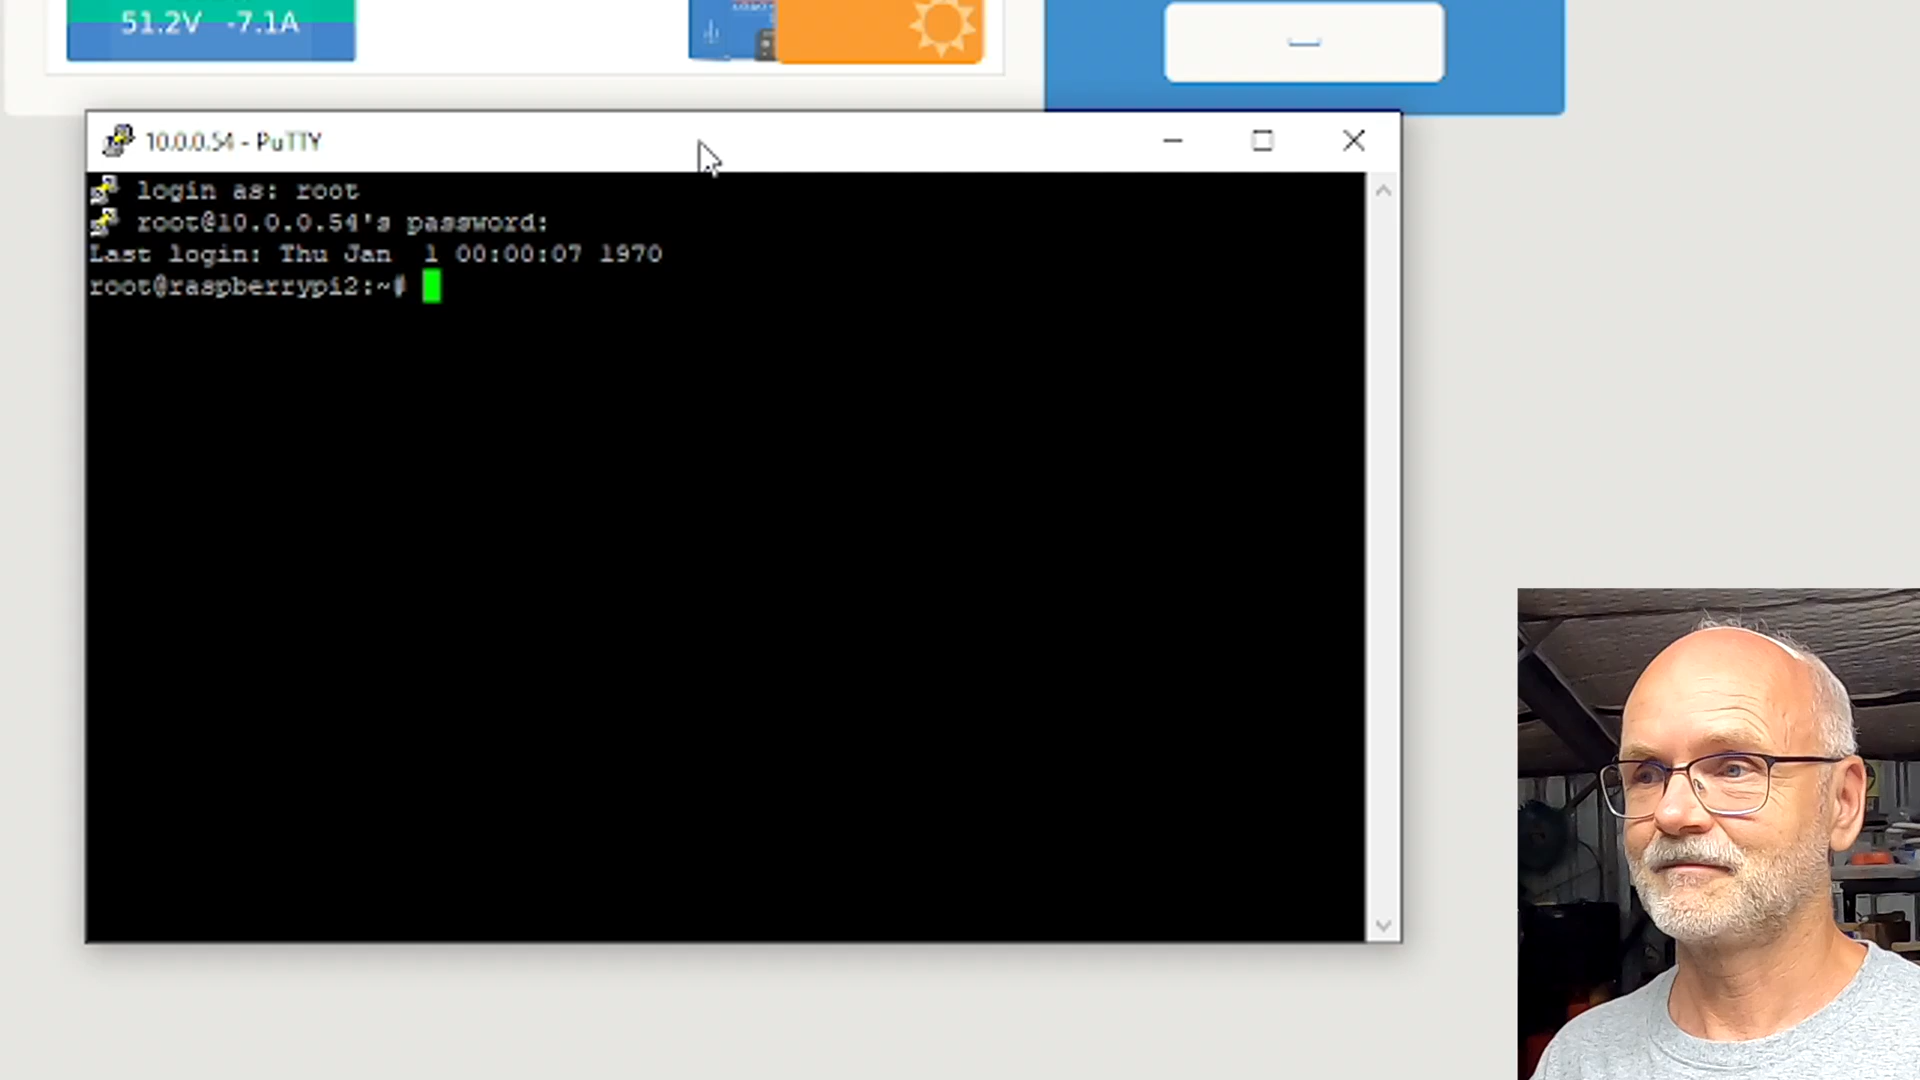 51.2V -7.1A
10.0.0.54 - PuTTY
login as: root
root@10.0.0.54's password:
Last login: Thu Jan  1 00:00:07 1970
root@raspberrypi2:~#